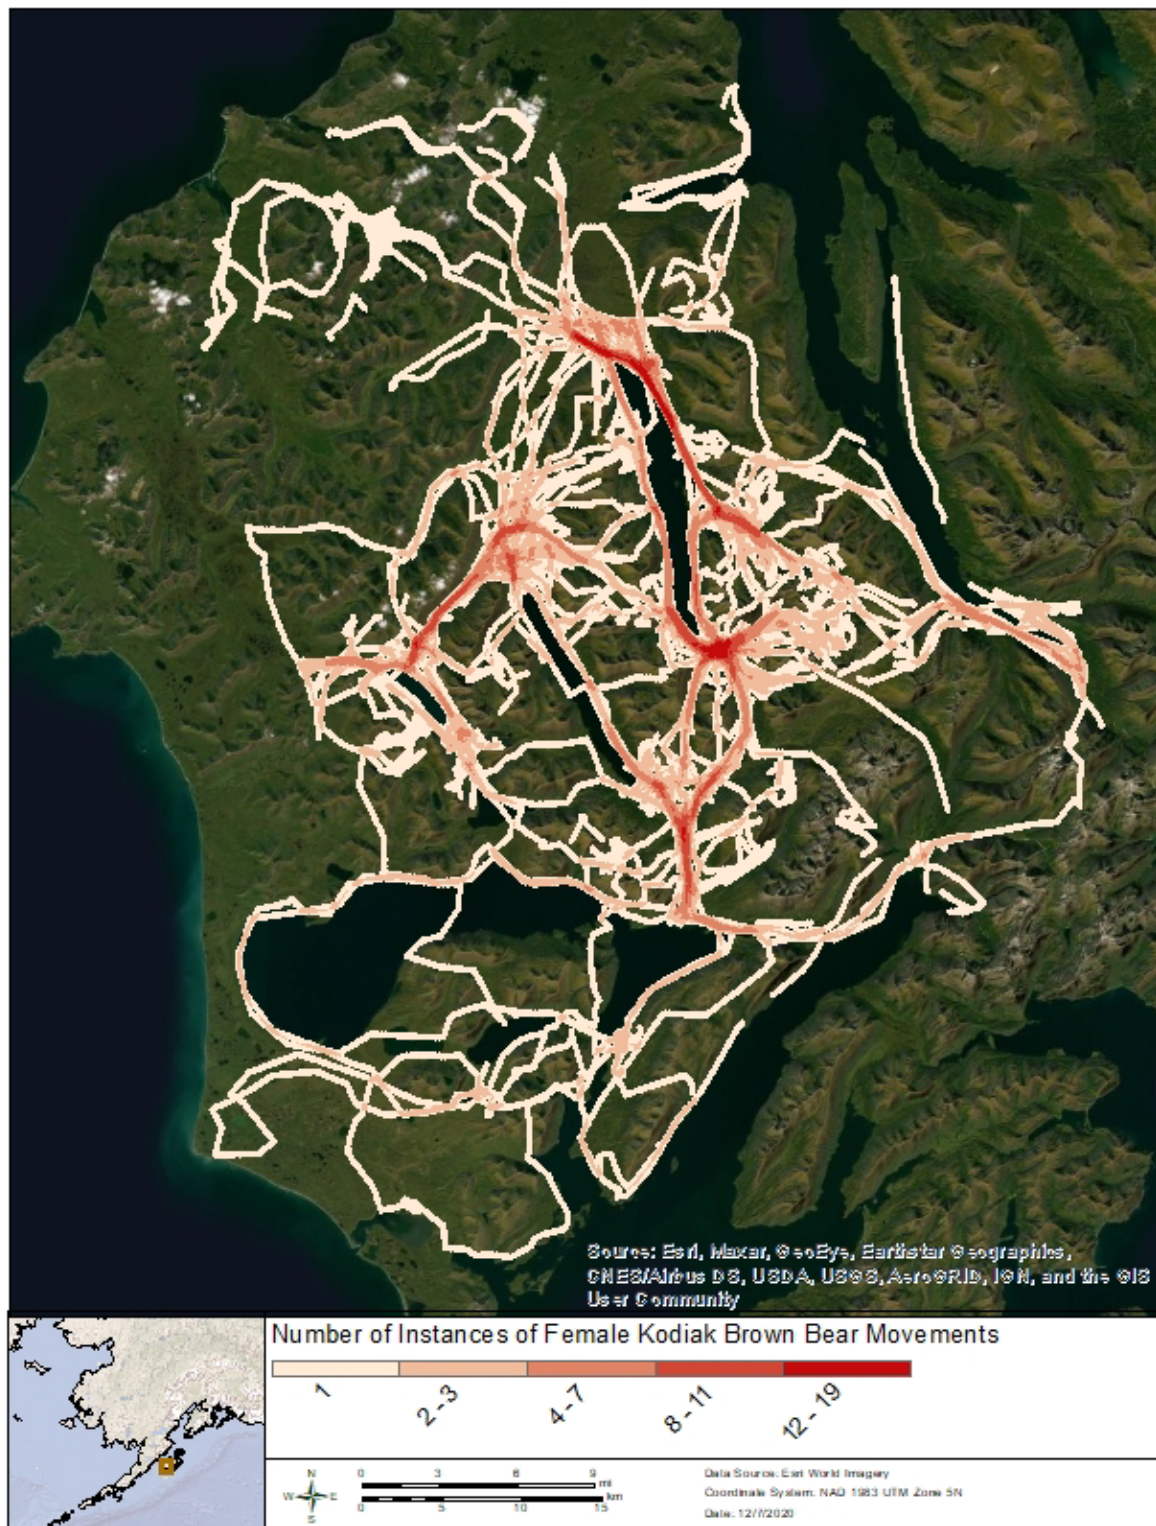 Source: Esri, Maxar, GeoEye, Earthstar Geographics,
CNES/Airbus DS, USDA, USGS, AeroGRID, IGN, and the GIS
User Community
Number of Instances of Female Kodiak Brown Bear Movements
1
2 - 3
4 - 7
8 - 11
12 - 19
N
W E
S
0 3 6 9
mi
km
0 5 10 15
Data Source: Esri World Imagery
Coordinate System: NAD 1983 UTM Zone 5N
Date: 12/7/2020